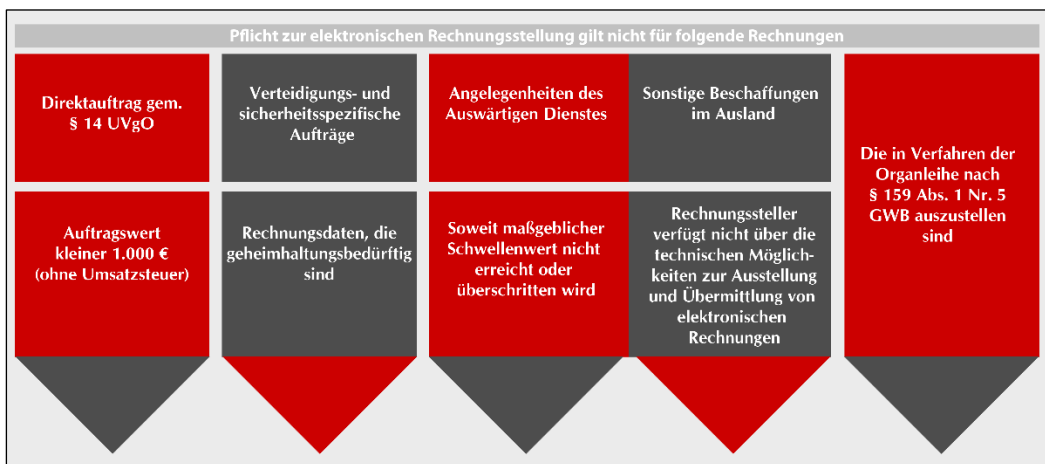 Pflicht zur elektronischen Rechnungsstellung gilt nicht für folgende Rechnungen
Direktauftrag gem.
§ 14 UVgO
Auftragswert
kleiner 1.000 €
(ohne Umsatzsteuer)
Verteidigungs- und
sicherheitsspezifische
Aufträge
Rechnungsdaten, die
geheimhaltungsbedürftig
sind
Angelegenheiten des
Auswärtigen Dienstes
Soweit maßgeblicher
Schwellenwert nicht
erreicht oder
überschritten wird
Sonstige Beschaffungen
im Ausland
Rechnungssteller
verfügt nicht über die
technischen Möglich-
keiten zur Ausstellung
und Übermittlung von
elektronischen
Rechnungen
Die in Verfahren der
Organleihe nach
§ 159 Abs. 1 Nr. 5
GWB auszustellen
sind